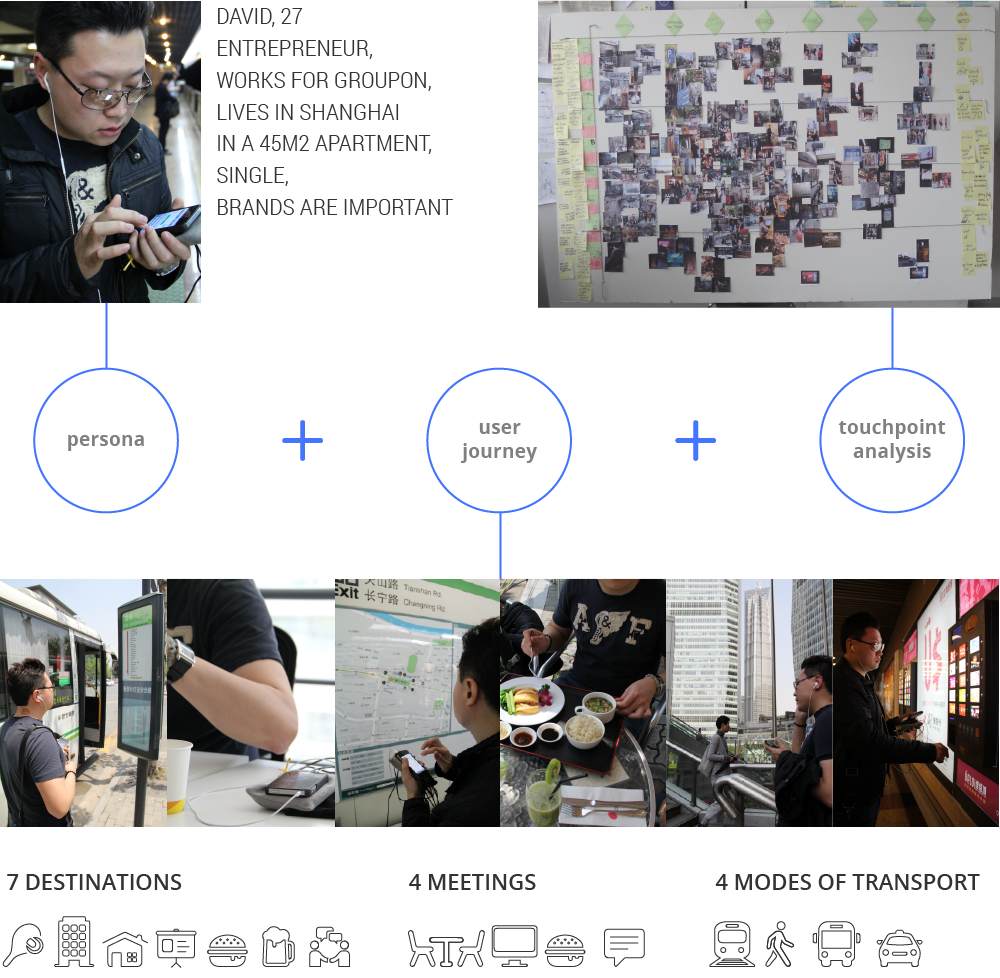 DAVID, 27
ENTREPRENEUR,
WORKS FOR GROUPON,
LIVES IN SHANGHAI
IN A 45M2 APARTMENT,
SINGLE,
BRANDS ARE IMPORTANT
persona
user
journey
touchpoint
analysis
Exit
天山路 Tianshan Rd.
长宁路 Changning Rd.
A & F
7 DESTINATIONS
4 MEETINGS
4 MODES OF TRANSPORT